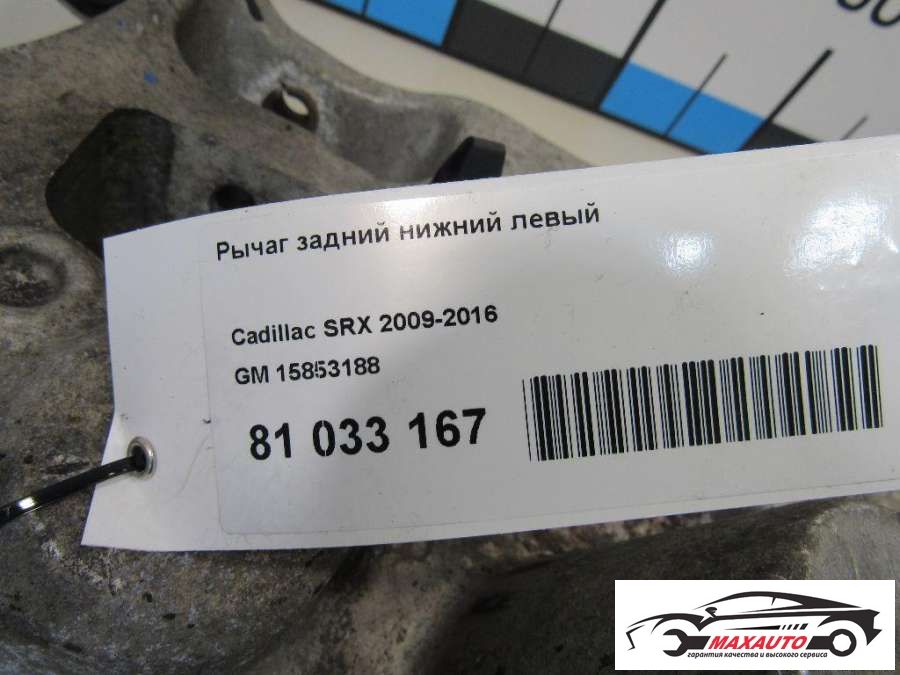 Рычаг задний нижний левый
Cadillac SRX 2009-2016
GM 15853188
81 033 167
MAXAUTO
гарантия качества и высокого сервиса